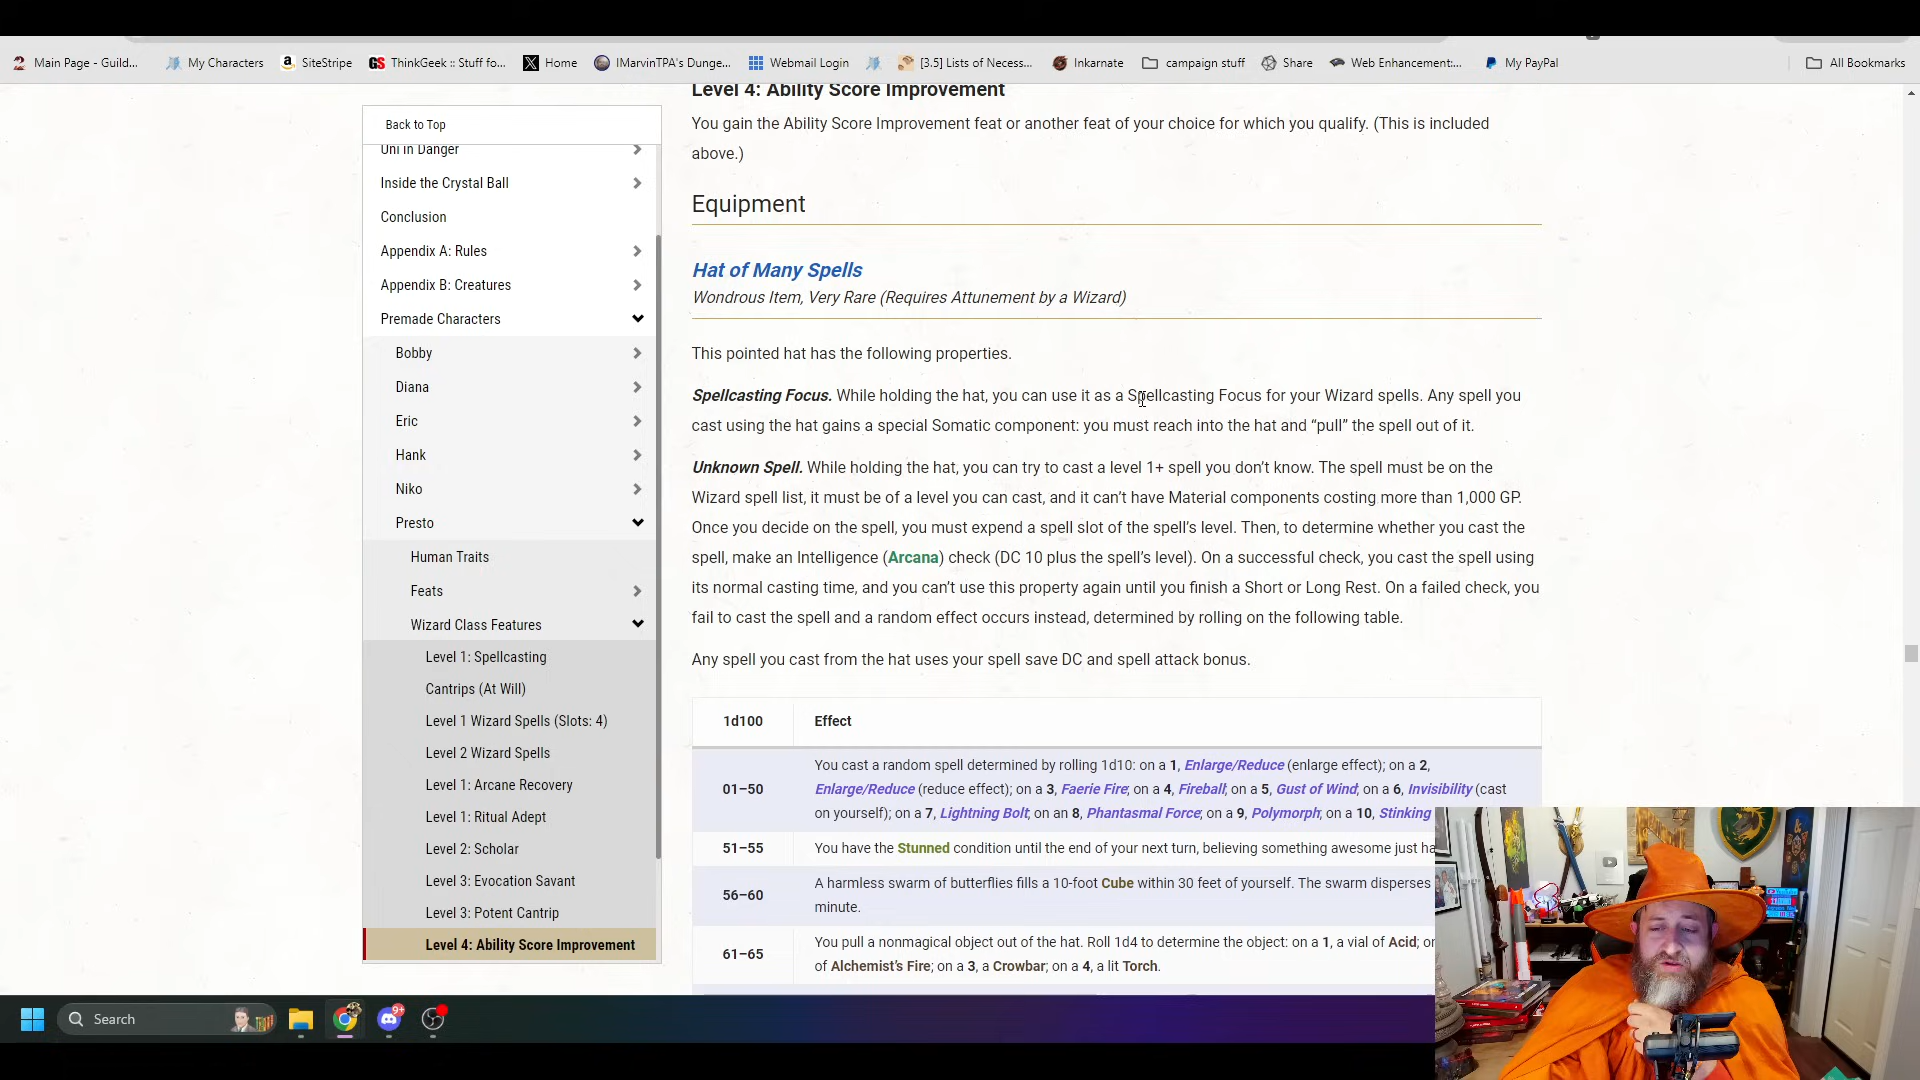 Main Page - Guild...
My Characters
SiteStripe
ThinkGeek :: Stuff fo...
Home
IMarvinTPA's Dunge...
Webmail Login
[3.5] Lists of Necess...
Inkarnate
campaign stuff
Share
Web Enhancement:...
My PayPal
All Bookmarks
Back to Top
Uni in Danger
Inside the Crystal Ball
Conclusion
Appendix A: Rules
Appendix B: Creatures
Premade Characters
Bobby
Diana
Eric
Hank
Niko
Presto
Human Traits
Feats
Wizard Class Features
Level 1: Spellcasting
Cantrips (At Will)
Level 1 Wizard Spells (Slots: 4)
Level 2 Wizard Spells
Level 1: Arcane Recovery
Level 1: Ritual Adept
Level 2: Scholar
Level 3: Evocation Savant
Level 3: Potent Cantrip
Level 4: Ability Score Improvement
Level 4: Ability Score Improvement
You gain the Ability Score Improvement feat or another feat of your choice for which you qualify. (This is included
above.)
Equipment
Hat of Many Spells
Wondrous Item, Very Rare (Requires Attunement by a Wizard)
This pointed hat has the following properties.
Spellcasting Focus. While holding the hat, you can use it as a Spellcasting Focus for your Wizard spells. Any spell you
cast using the hat gains a special Somatic component: you must reach into the hat and “pull” the spell out of it.
Unknown Spell. While holding the hat, you can try to cast a level 1+ spell you don’t know. The spell must be on the
Wizard spell list, it must be of a level you can cast, and it can’t have Material components costing more than 1,000 GP.
Once you decide on the spell, you must expend a spell slot of the spell’s level. Then, to determine whether you cast the
spell, make an Intelligence (Arcana) check (DC 10 plus the spell’s level). On a successful check, you cast the spell using
its normal casting time, and you can’t use this property again until you finish a Short or Long Rest. On a failed check, you
fail to cast the spell and a random effect occurs instead, determined by rolling on the following table.
Any spell you cast from the hat uses your spell save DC and spell attack bonus.
1d100 Effect
01–50
You cast a random spell determined by rolling 1d10: on a 1, Enlarge/Reduce (enlarge effect); on a 2,
Enlarge/Reduce (reduce effect); on a 3, Faerie Fire; on a 4, Fireball; on a 5, Gust of Wind; on a 6, Invisibility (cast
on yourself); on a 7, Lightning Bolt; on an 8, Phantasmal Force; on a 9, Polymorph; on a 10, Stinking
51–55
You have the Stunned condition until the end of your next turn, believing something awesome just ha
56–60
A harmless swarm of butterflies fills a 10-foot Cube within 30 feet of yourself. The swarm disperses
minute.
61–65
You pull a nonmagical object out of the hat. Roll 1d4 to determine the object: on a 1, a vial of Acid; or
of Alchemist’s Fire; on a 3, a Crowbar; on a 4, a lit Torch.
Search
9+